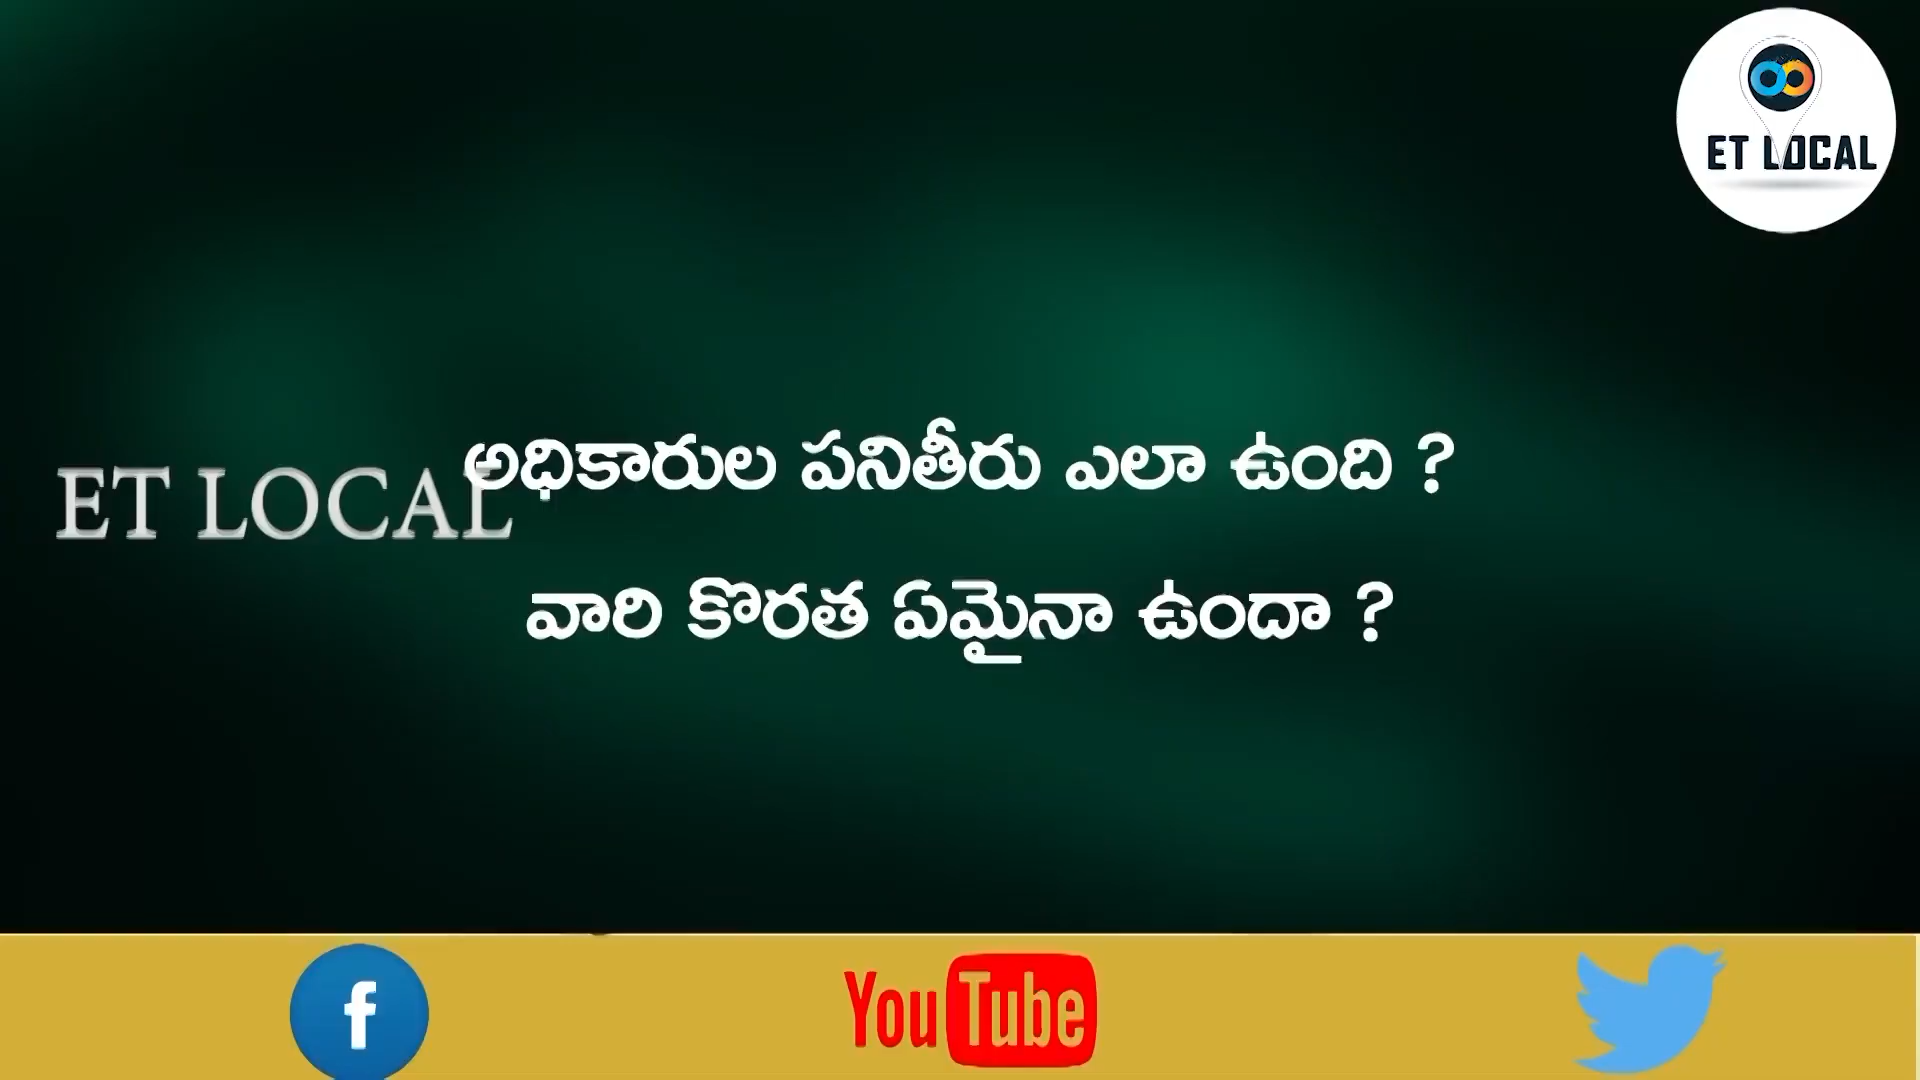 ET LOCAL
అధికారుల పనితీరు ఎలా ఉంది ?
ET LOCAL
వారి కొరత ఏమైనా ఉందా ?
f
YouTube